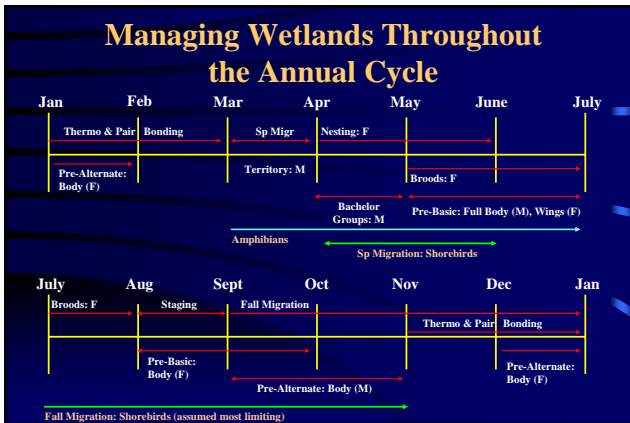 Managing Wetlands Throughout
the Annual Cycle
Jan Feb Mar Apr May June July
Thermo & Pair Bonding Sp Migr Nesting: F
Pre-Alternate:
Body (F)
Territory: M
Broods: F
Bachelor
Groups: M
Pre-Basic: Full Body (M), Wings (F)
Amphibians
Sp Migration: Shorebirds
July Aug Sept Oct Nov Dec Jan
Broods: F Staging Fall Migration
Thermo & Pair Bonding
Pre-Basic:
Body (F)
Pre-Alternate: Body (M)
Pre-Alternate:
Body (F)
Fall Migration: Shorebirds (assumed most limiting)